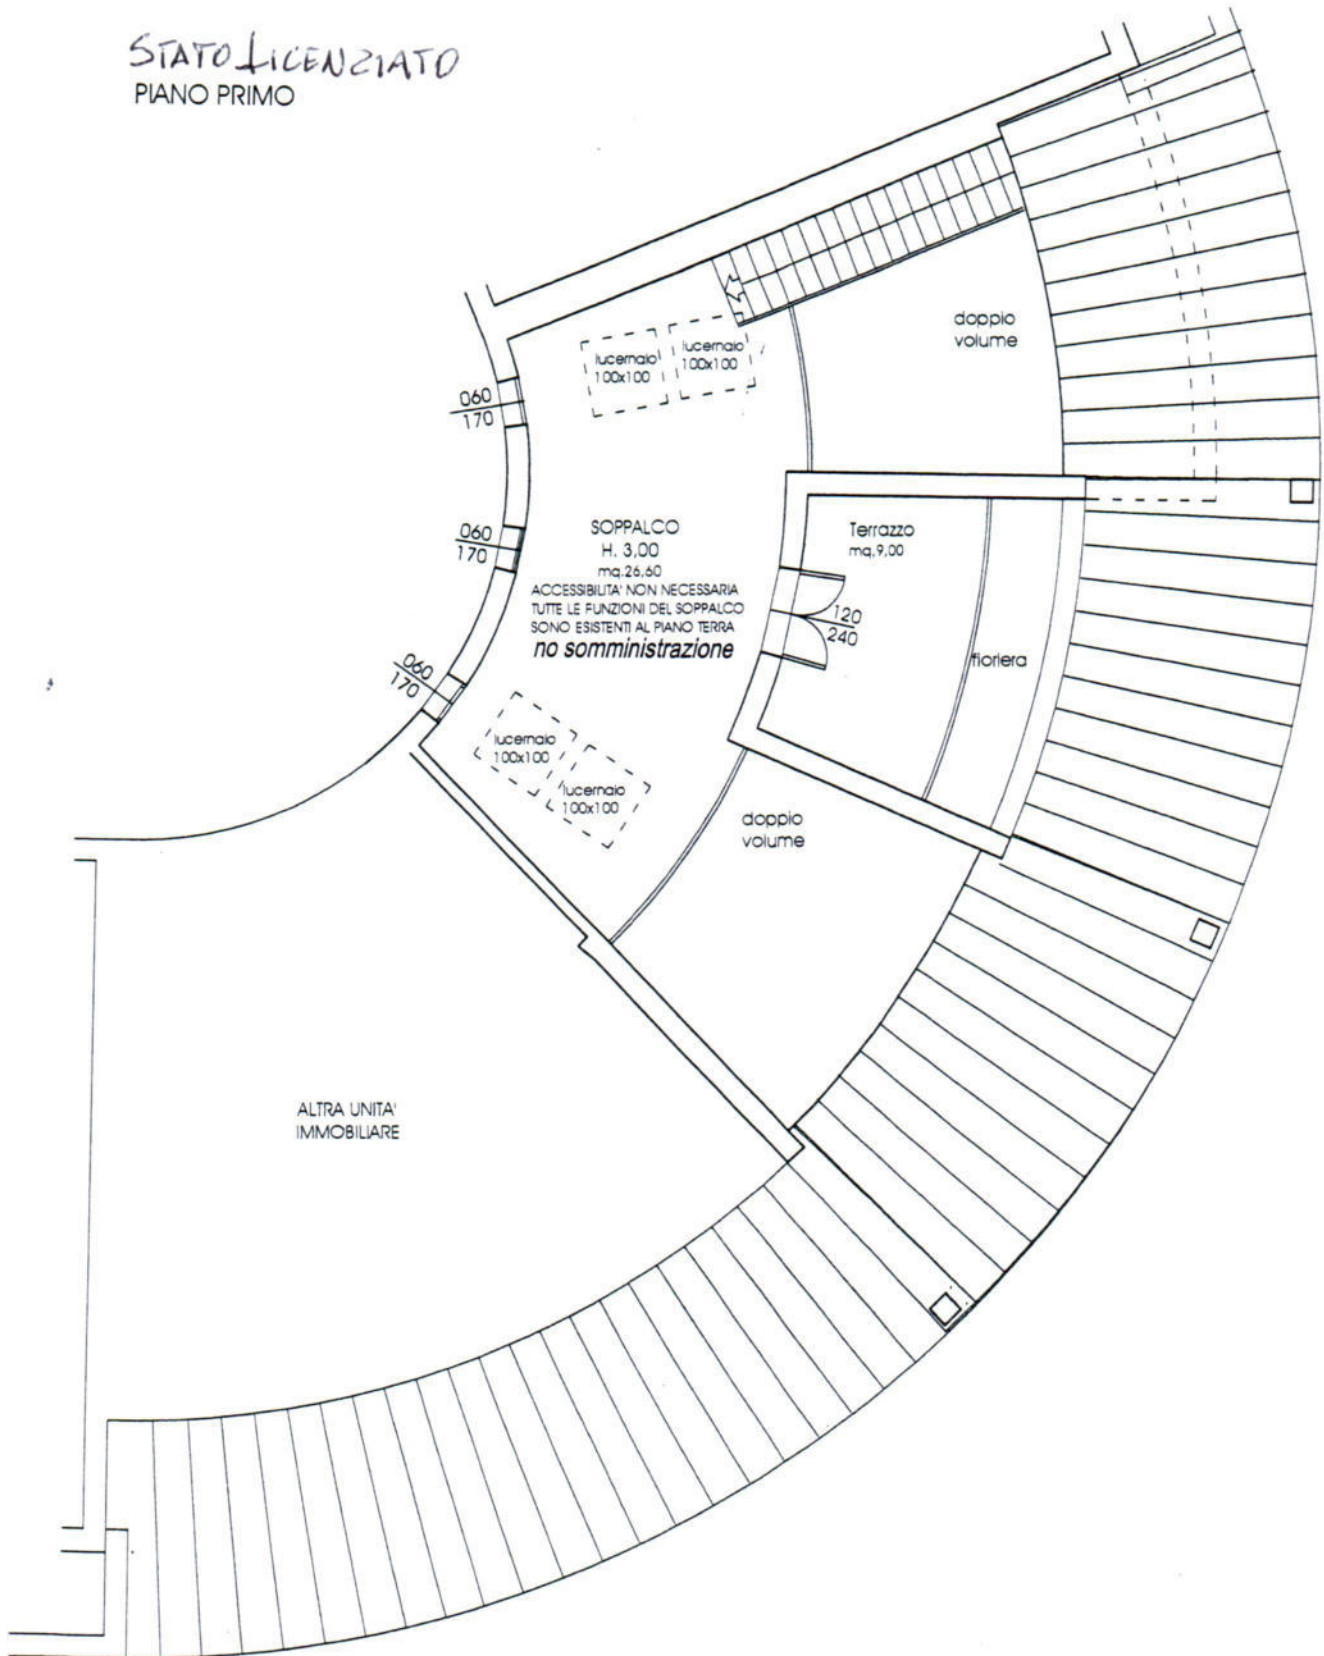 STATO LICENZIATO
PIANO PRIMO
doppio
volume
lucernaio
100x100
lucernaio
100x100
060
170
060
170
SOPPALCO
H. 3,00
mq.26,60
ACCESSIBILITA' NON NECESSARIA
TUTTE LE FUNZIONI DEL SOPPALCO
SONO ESISTENTI AL PIANO TERRA
no somministrazione
Terrazzo
mq.9,00
120
240
fioriera
060
170
lucernaio
100x100
lucernaio
100x100
doppio
volume
ALTRA UNITA'
IMMOBILIARE